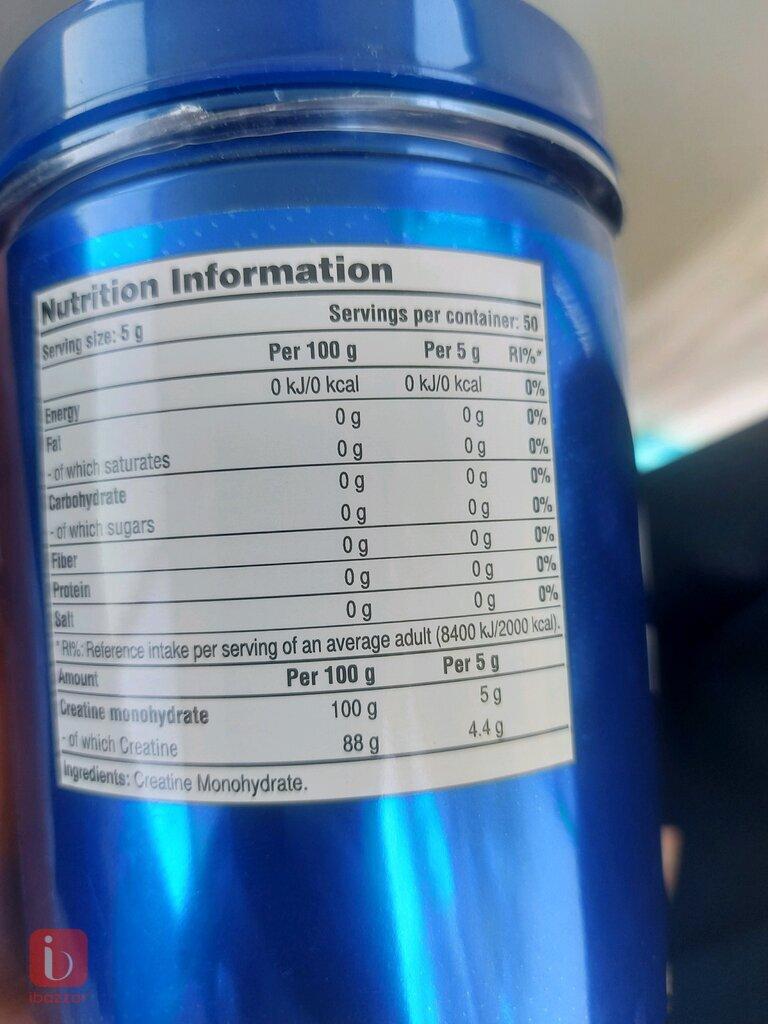 Nutrition Information
Serving size: 5 g Servings per container: 50
Per 100 g Per 5 g RI%*
Energy 0 kJ/0 kcal 0 kJ/0 kcal 0%
Fat 0 g 0 g 0%
- of which saturates 0 g 0 g 0%
Carbohydrate 0 g 0 g 0%
- of which sugars 0 g 0 g 0%
Fiber 0 g 0 g 0%
Protein 0 g 0 g 0%
Salt 0 g 0 g 0%
*RI%: Reference intake per serving of an average adult (8400 kJ/2000 kcal).
Amount Per 100 g Per 5 g
Creatine monohydrate 100 g 5 g
- of which Creatine 88 g 4.4 g
Ingredients: Creatine Monohydrate.
ibazzar